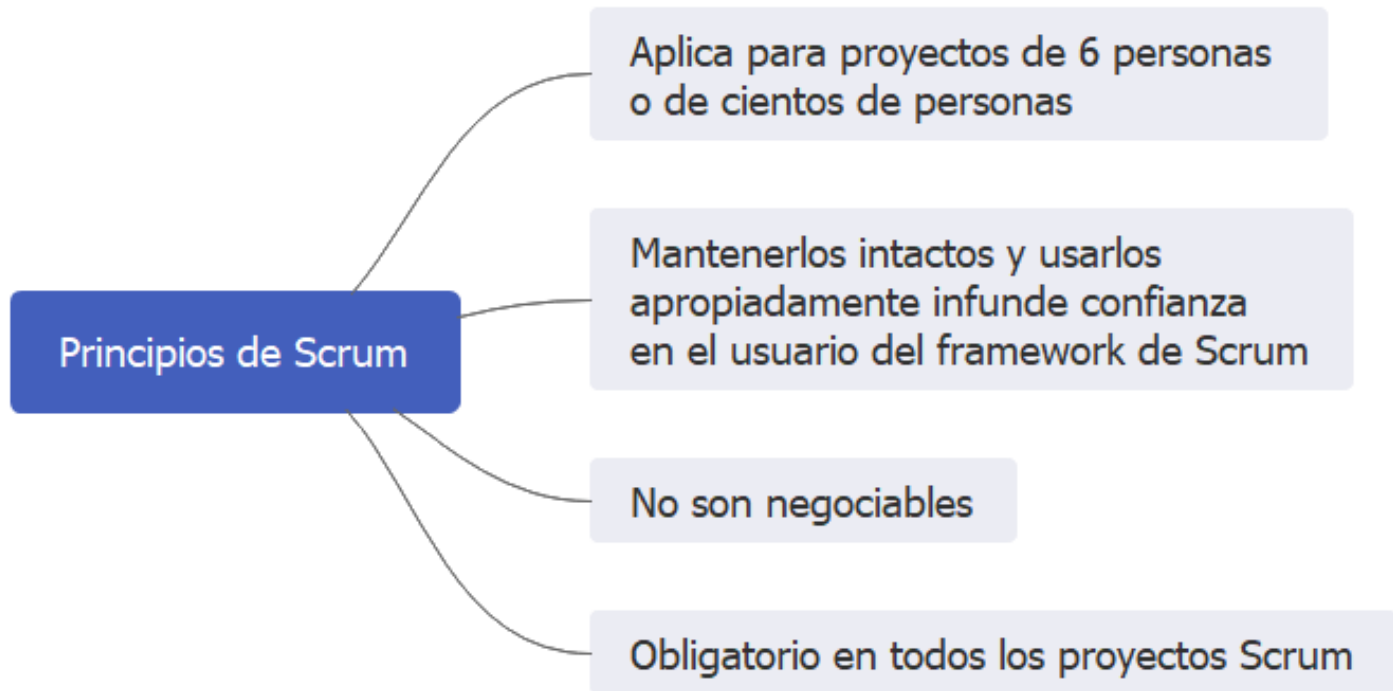 Aplica para proyectos de 6 personas
o de cientos de personas
Mantenerlos intactos y usarlos
apropiadamente infunde confianza
en el usuario del framework de Scrum
Principios de Scrum
No son negociables
Obligatorio en todos los proyectos Scrum